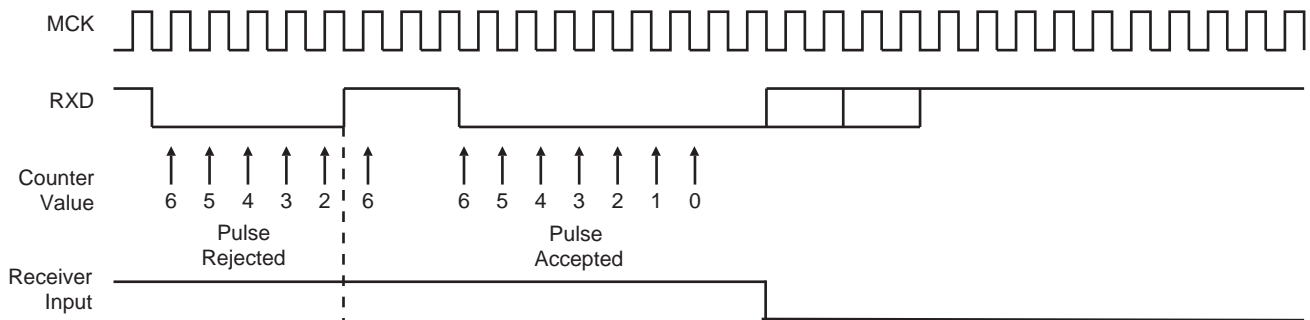 MCK
RXD
Counter
Value
6 5 4 3 2 6 6 5 4 3 2 1 0
Pulse
Rejected
Pulse
Accepted
Receiver
Input